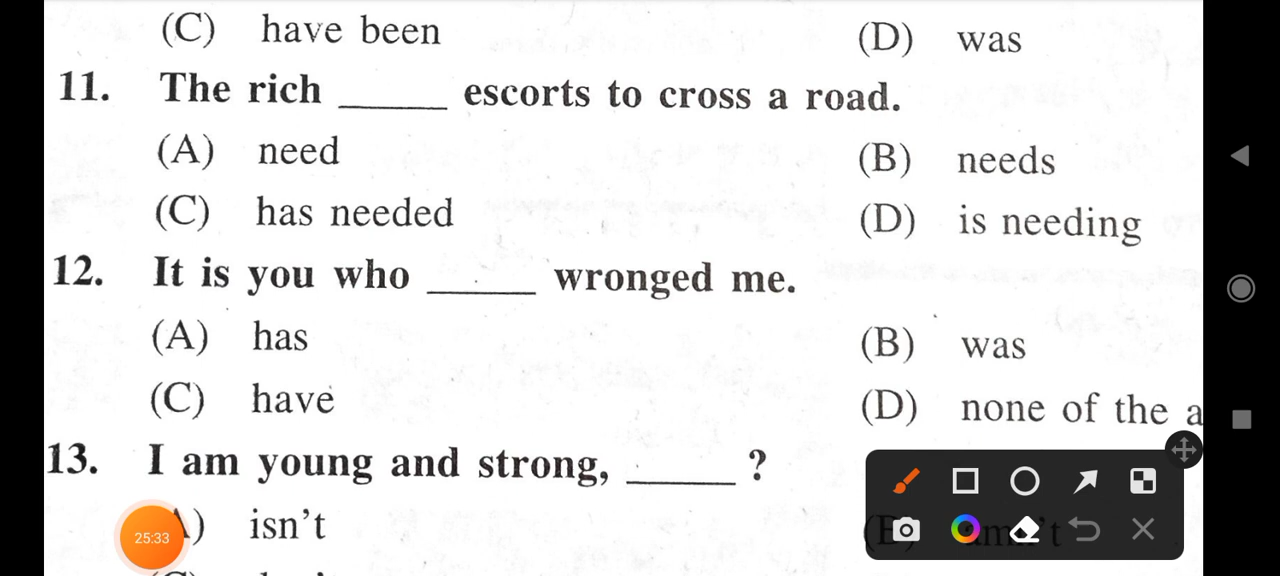 (C) have been (D) was
11. The rich _____ escorts to cross a road.
(A) need (B) needs
(C) has needed (D) is needing
12. It is you who _____ wronged me.
(A) has (B) was
(C) have (D) none of the a
13. I am young and strong, _____ ?
) isn't
25:33